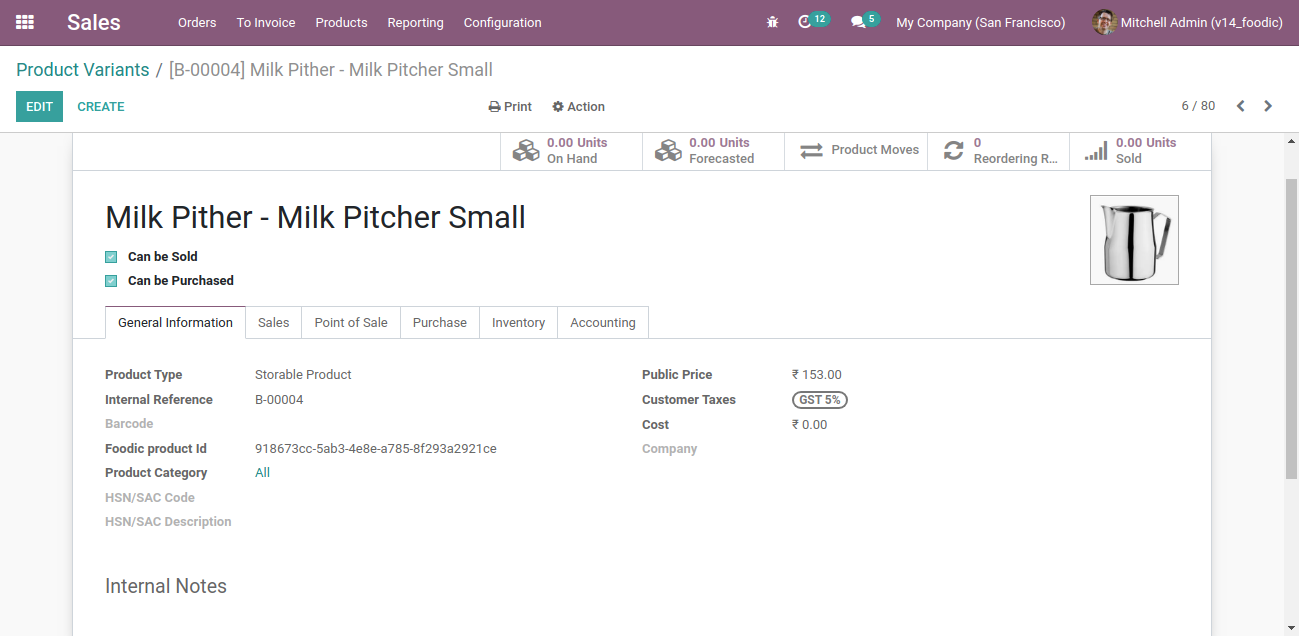 Sales Orders To Invoice Products Reporting Configuration 12 5 My Company (San Francisco) Mitchell Admin (v14_foodic)
Product Variants / [B-00004] Milk Pither - Milk Pitcher Small
EDIT CREATE Print Action 6 / 80
0.00 Units On Hand
0.00 Units Forecasted
Product Moves
0 Reordering R...
0.00 Units Sold
Milk Pither - Milk Pitcher Small
Can be Sold
Can be Purchased
General Information Sales Point of Sale Purchase Inventory Accounting
Product Type Storable Product
Internal Reference B-00004
Barcode
Foodic product Id 918673cc-5ab3-4e8e-a785-8f293a2921ce
Product Category All
HSN/SAC Code
HSN/SAC Description
Public Price ₹ 153.00
Customer Taxes GST 5%
Cost ₹ 0.00
Company
Internal Notes